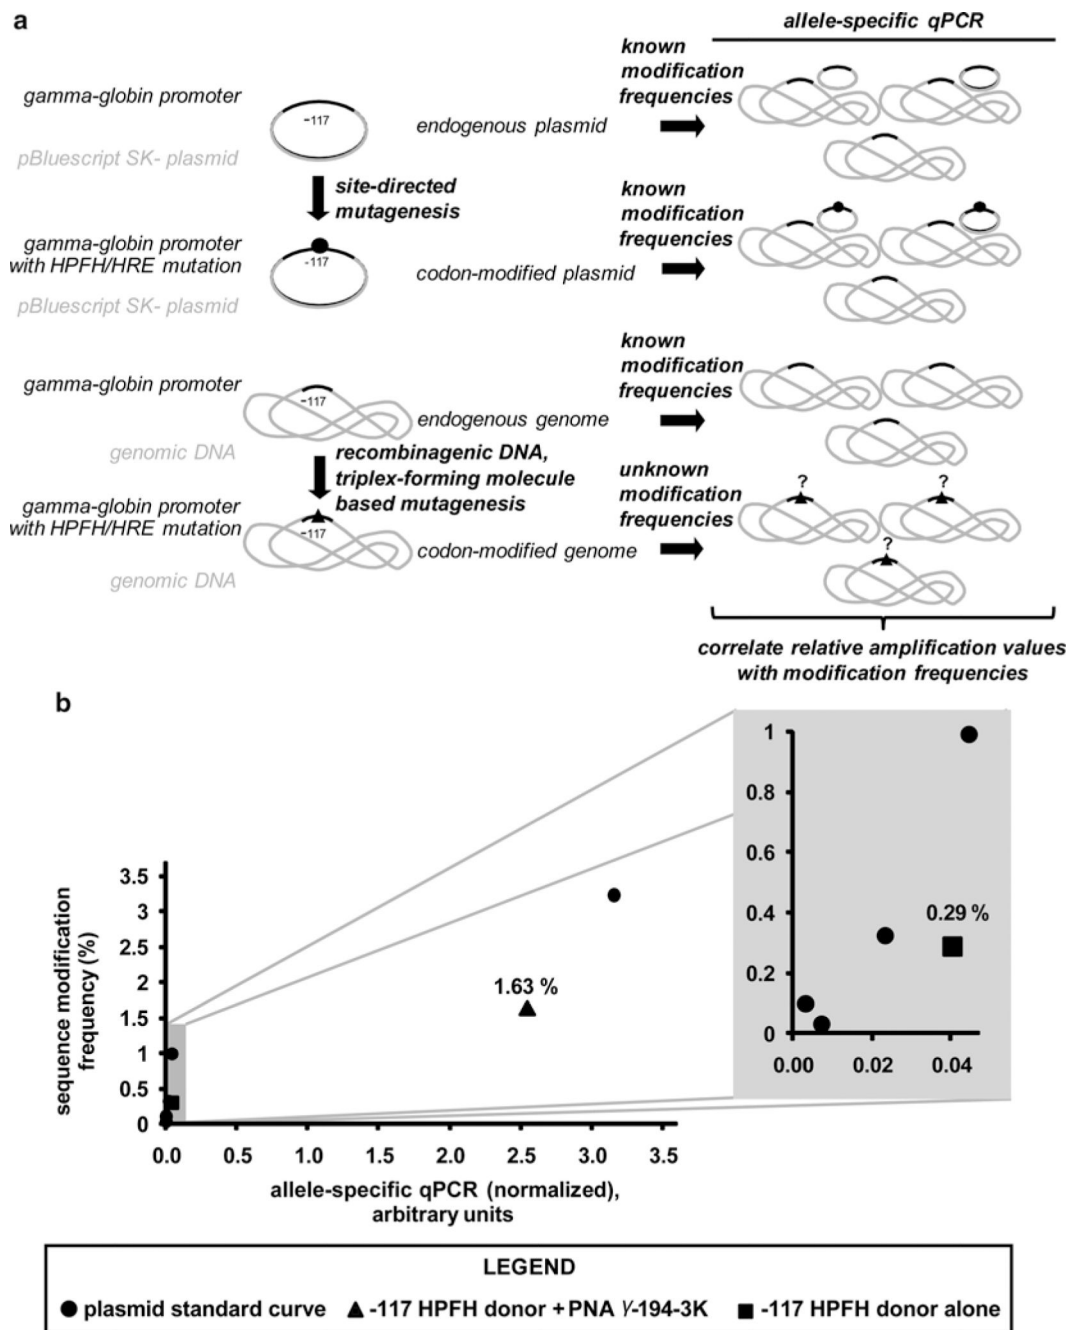 a
allele-specific qPCR
gamma-globin promoter
-117
pBluescript SK- plasmid
endogenous plasmid
known
modification
frequencies
site-directed
mutagenesis
gamma-globin promoter
with HPFH/HRE mutation
-117
pBluescript SK- plasmid
codon-modified plasmid
known
modification
frequencies
gamma-globin promoter
-117
genomic DNA
endogenous genome
known
modification
frequencies
recombinagenic DNA,
triplex-forming molecule
based mutagenesis
gamma-globin promoter
with HPFH/HRE mutation
-117
genomic DNA
codon-modified genome
unknown
modification
frequencies
? ?
?
correlate relative amplification values
with modification frequencies
b
sequence modification
frequency (%)
3.5
3
2.5
2
1.5
1
0.5
0
0.0 0.5 1.0 1.5 2.0 2.5 3.0 3.5
allele-specific qPCR (normalized),
arbitrary units
1.63 %
1
0.8
0.6
0.4
0.2
0
0.00 0.02 0.04
0.29 %
LEGEND
● plasmid standard curve ▲ -117 HPFH donor + PNA γ-194-3K ■ -117 HPFH donor alone